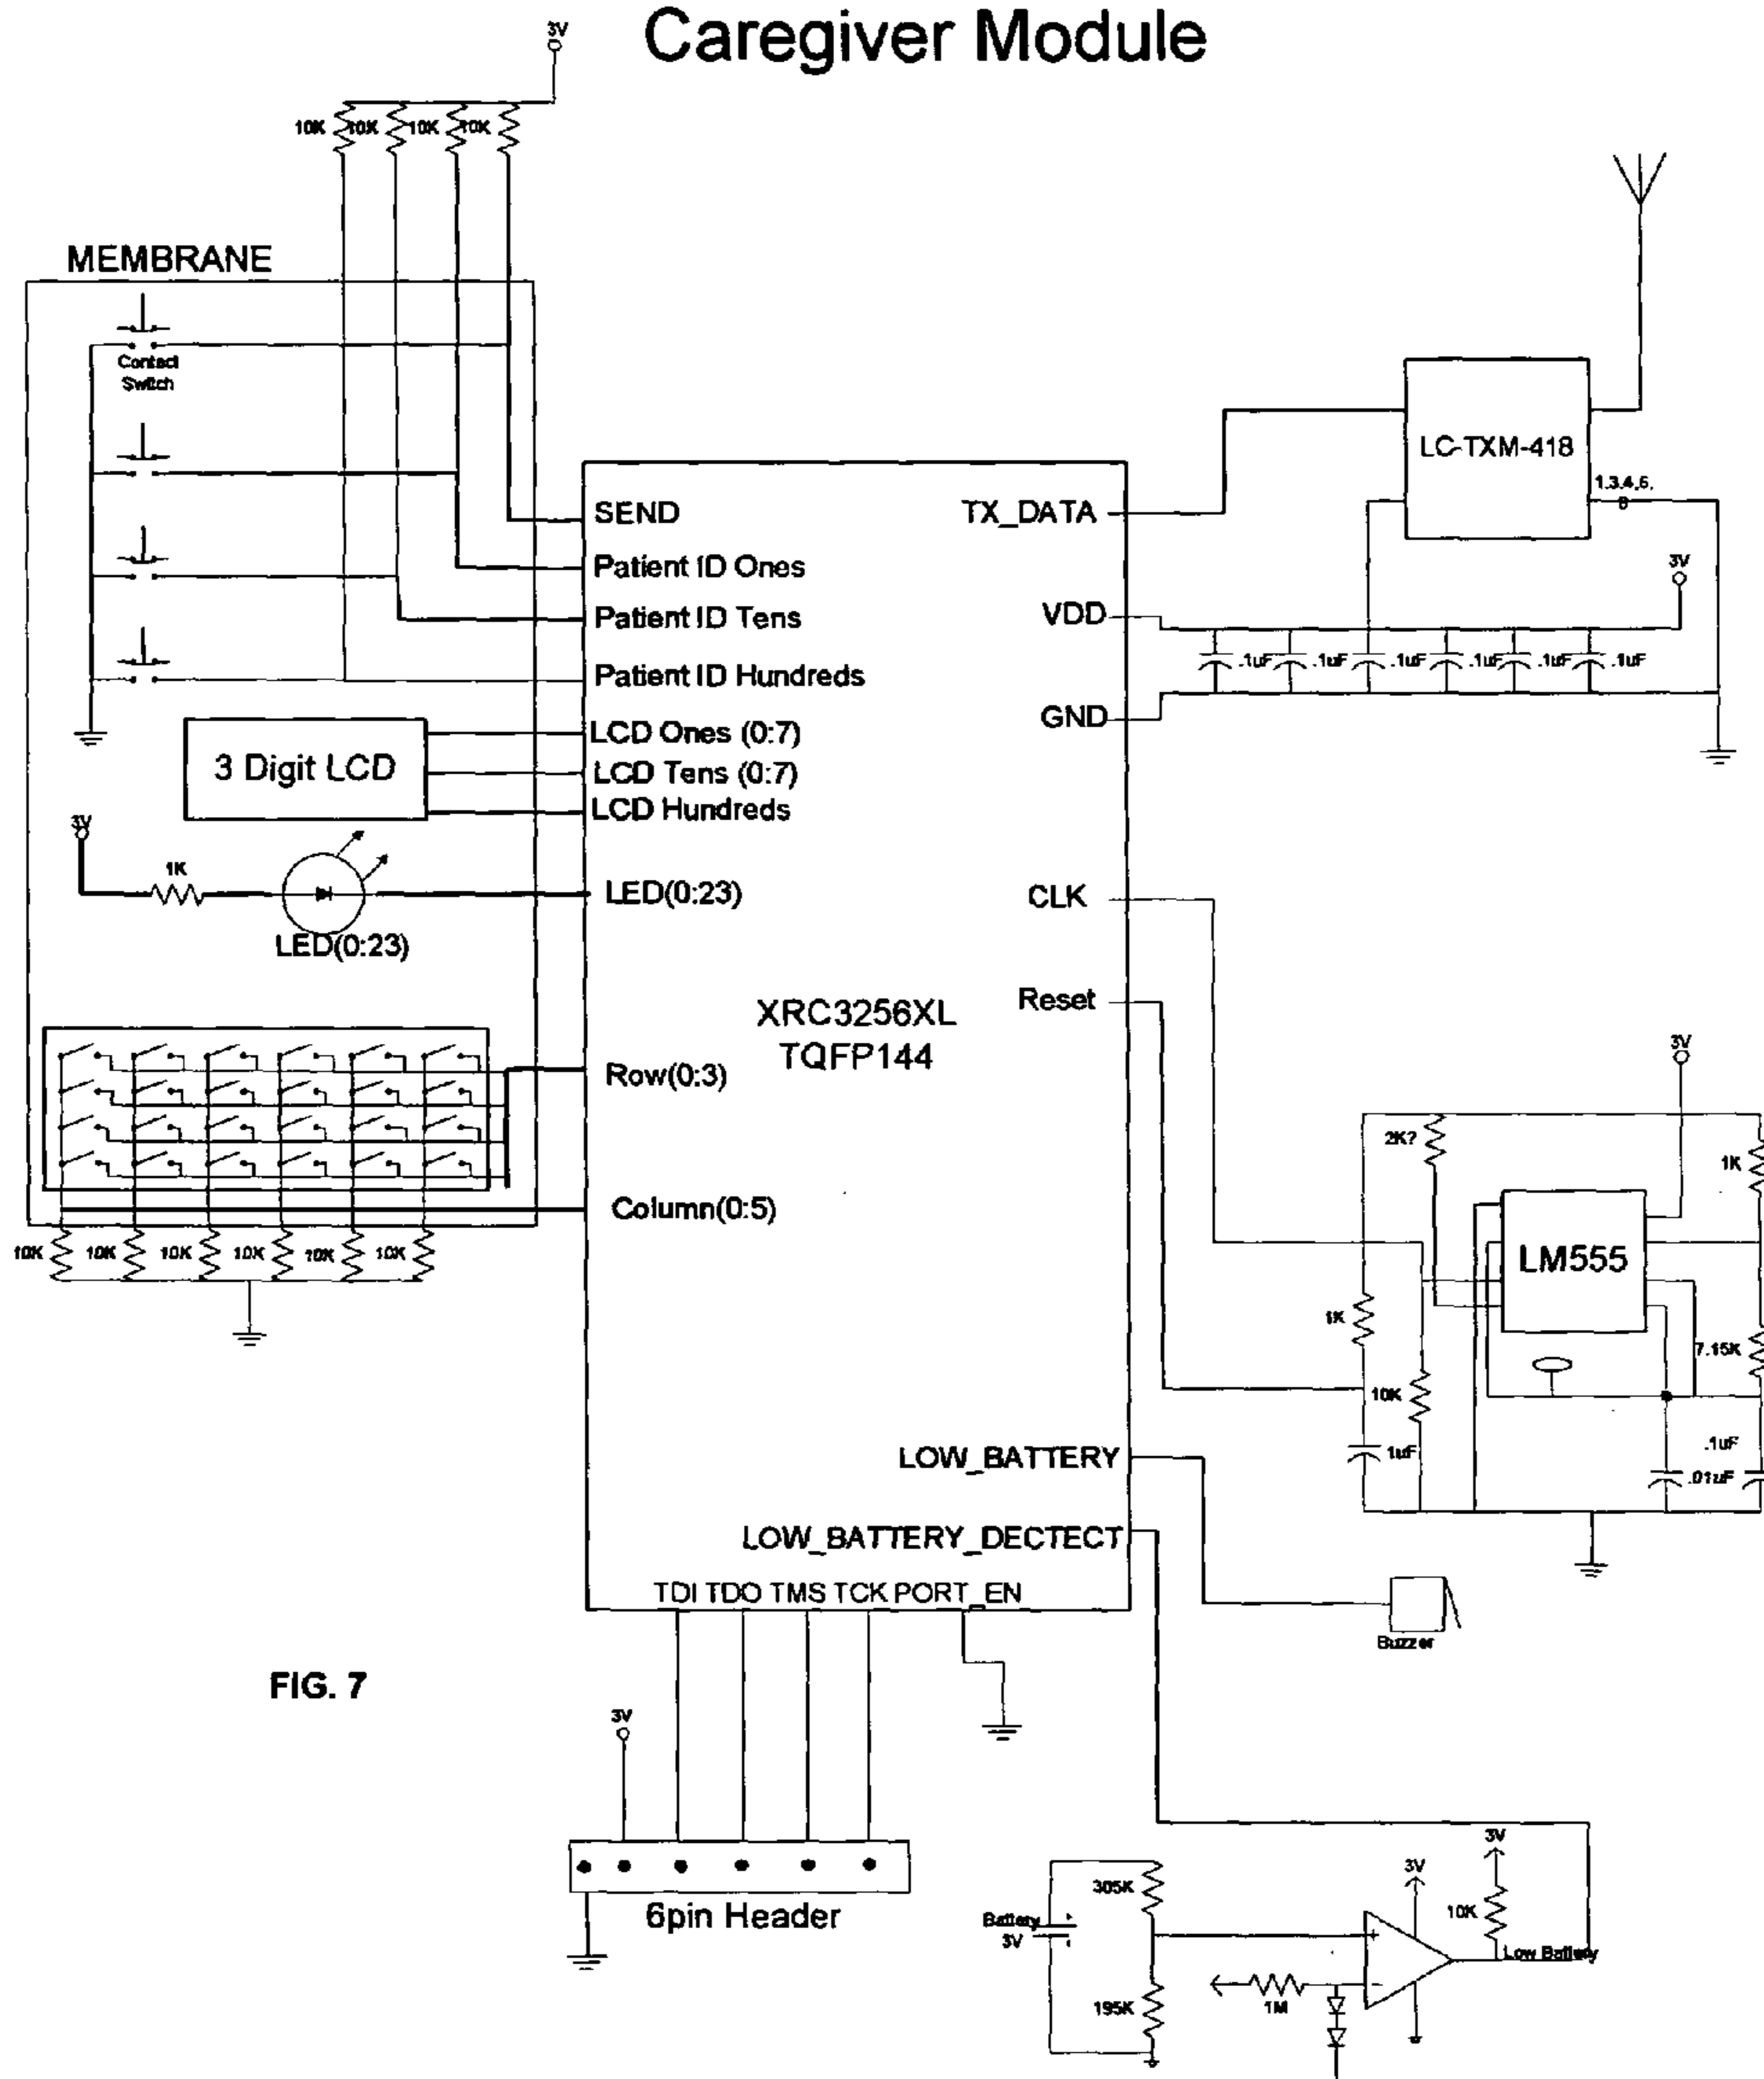 Caregiver Module
3V
10K 10K 10K 10K
MEMBRANE
Contact
Switch
LC-TXM-418
1,3,4,6,
8
SEND
TX_DATA
Patient ID Ones
3V
Patient ID Tens
VDD
.1uF .1uF .1uF .1uF .1uF .1uF
Patient ID Hundreds
GND
LCD Ones (0:7)
3 Digit LCD
LCD Tens (0:7)
LCD Hundreds
3V
1K
LED(0:23)
CLK
LED(0:23)
Reset
XRC3256XL
TQFP144
3V
Row(0:3)
2K?
1K
Column(0:5)
10K 10K 10K 10K 10K 10K
LM555
1K
7.15K
10K
.1uF
1uF
.01uF
LOW_BATTERY
LOW_BATTERY_DECTECT
TDI TDO TMS TCK PORT_EN
Buzzer
FIG. 7
3V
3V
3V
305K
10K
Battery
3V
Low Battery
6pin Header
1M
195K